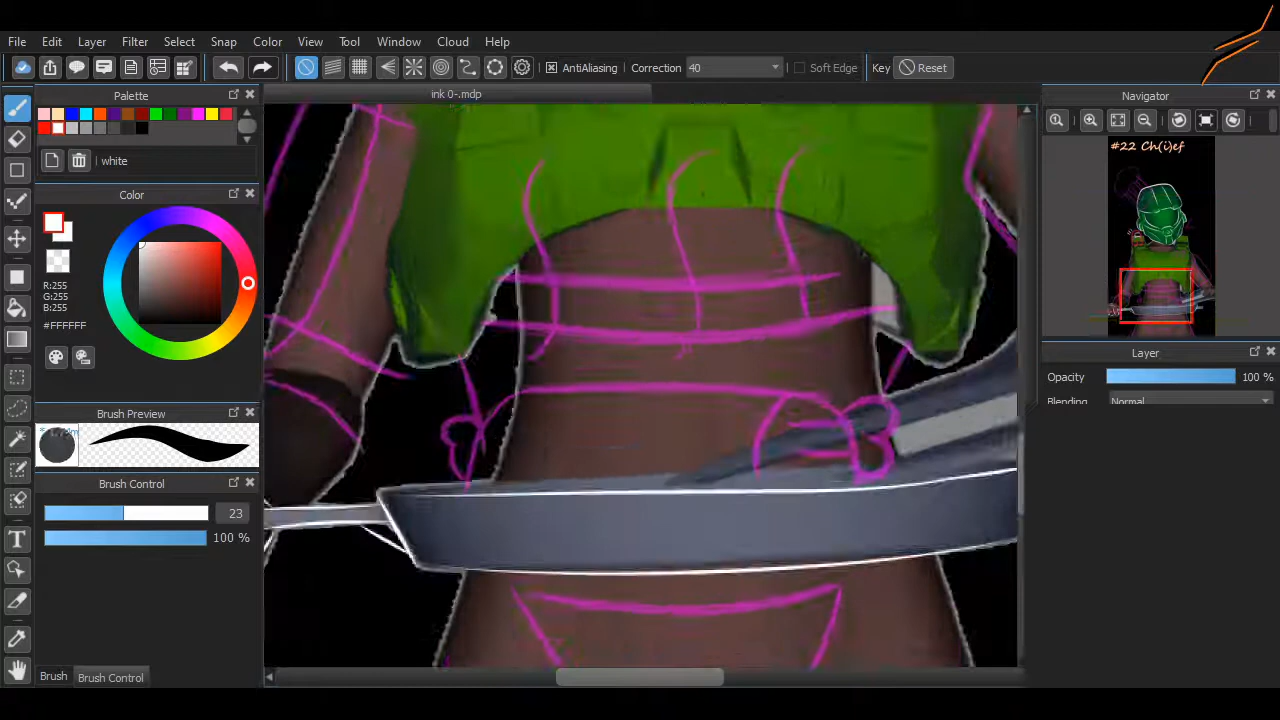 File Edit Layer Filter Select Snap Color View Tool Window Cloud Help
AntiAliasing Correction 40 Soft Edge Key Reset
Palette
ink 0-.mdp
Navigator
white
#22 Ch(i)ef
Color
R:255
G:255
B:255
#FFFFFF
Layer
Opacity 100 %
Blending Normal
Brush Preview
Brush Control
23
100 %
Brush Brush Control